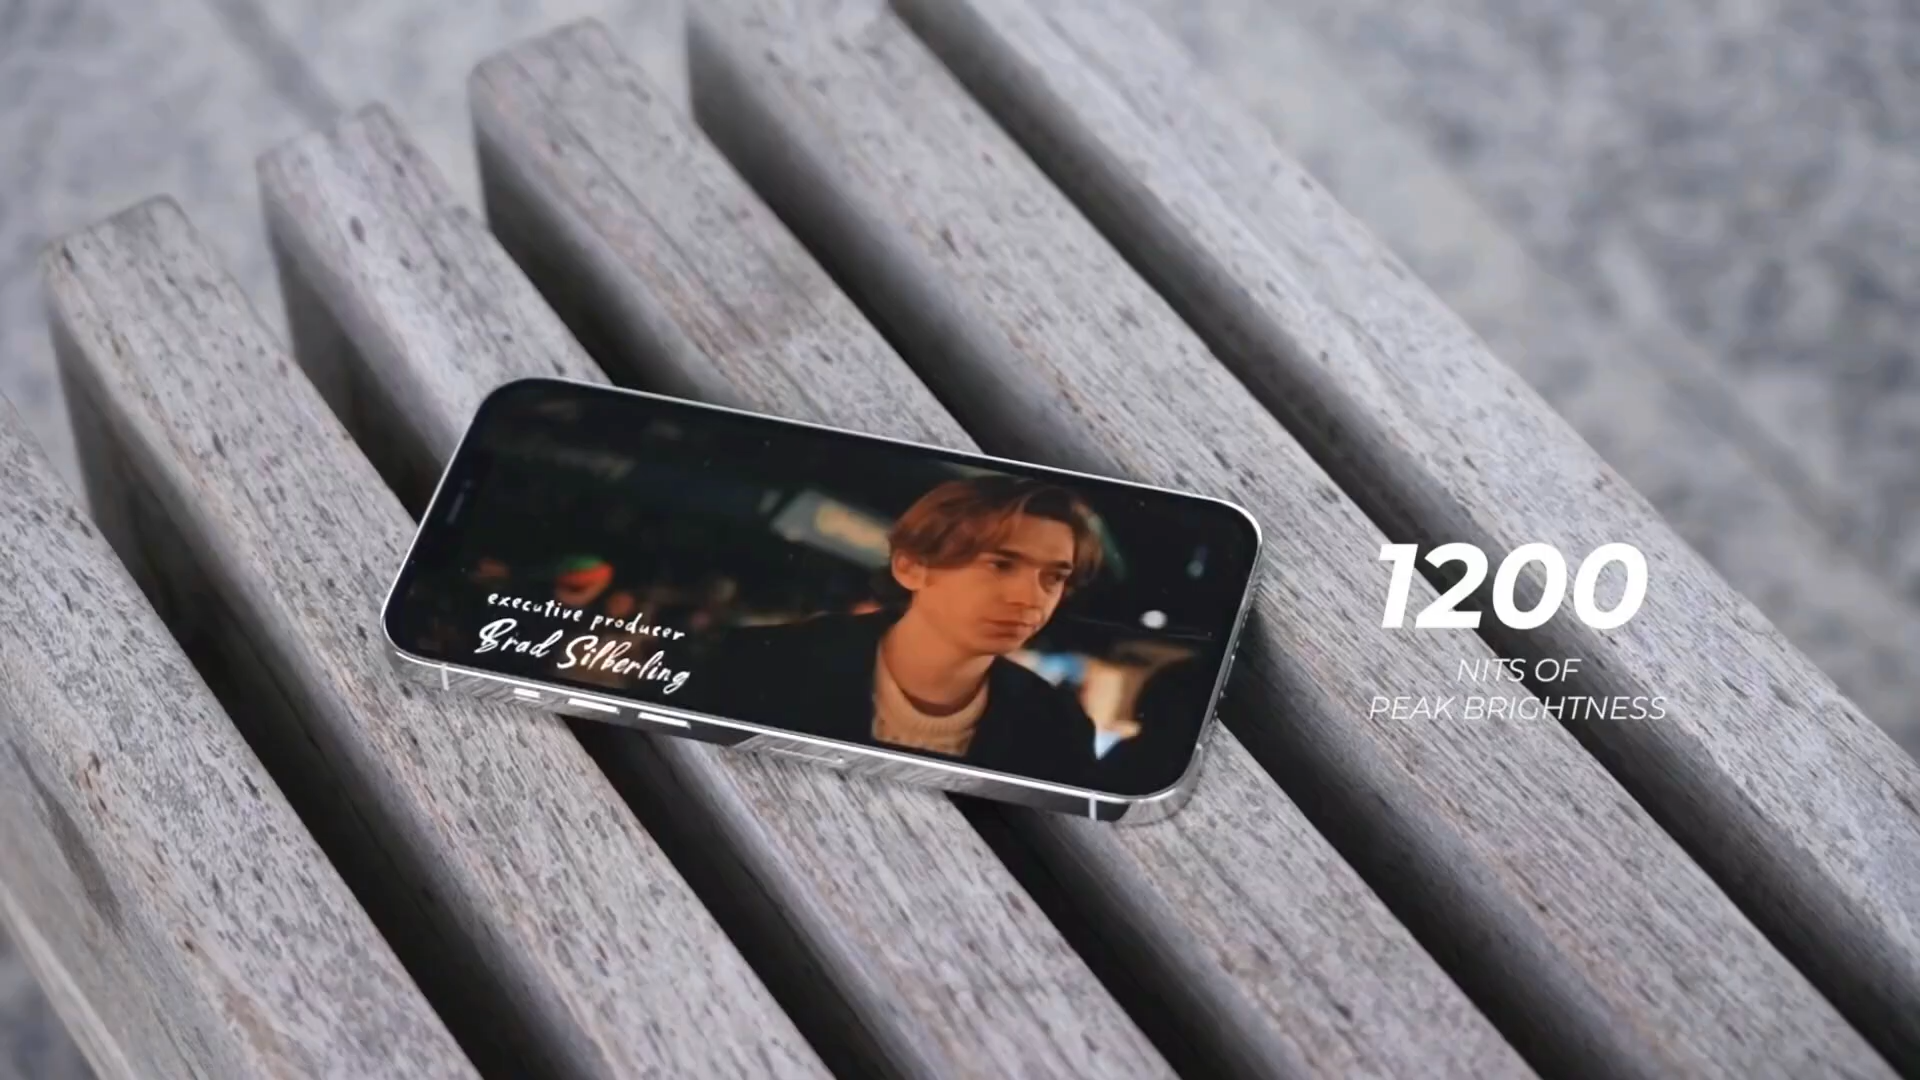 executive producer
Brad Silberling
1200
NITS OF
PEAK BRIGHTNESS